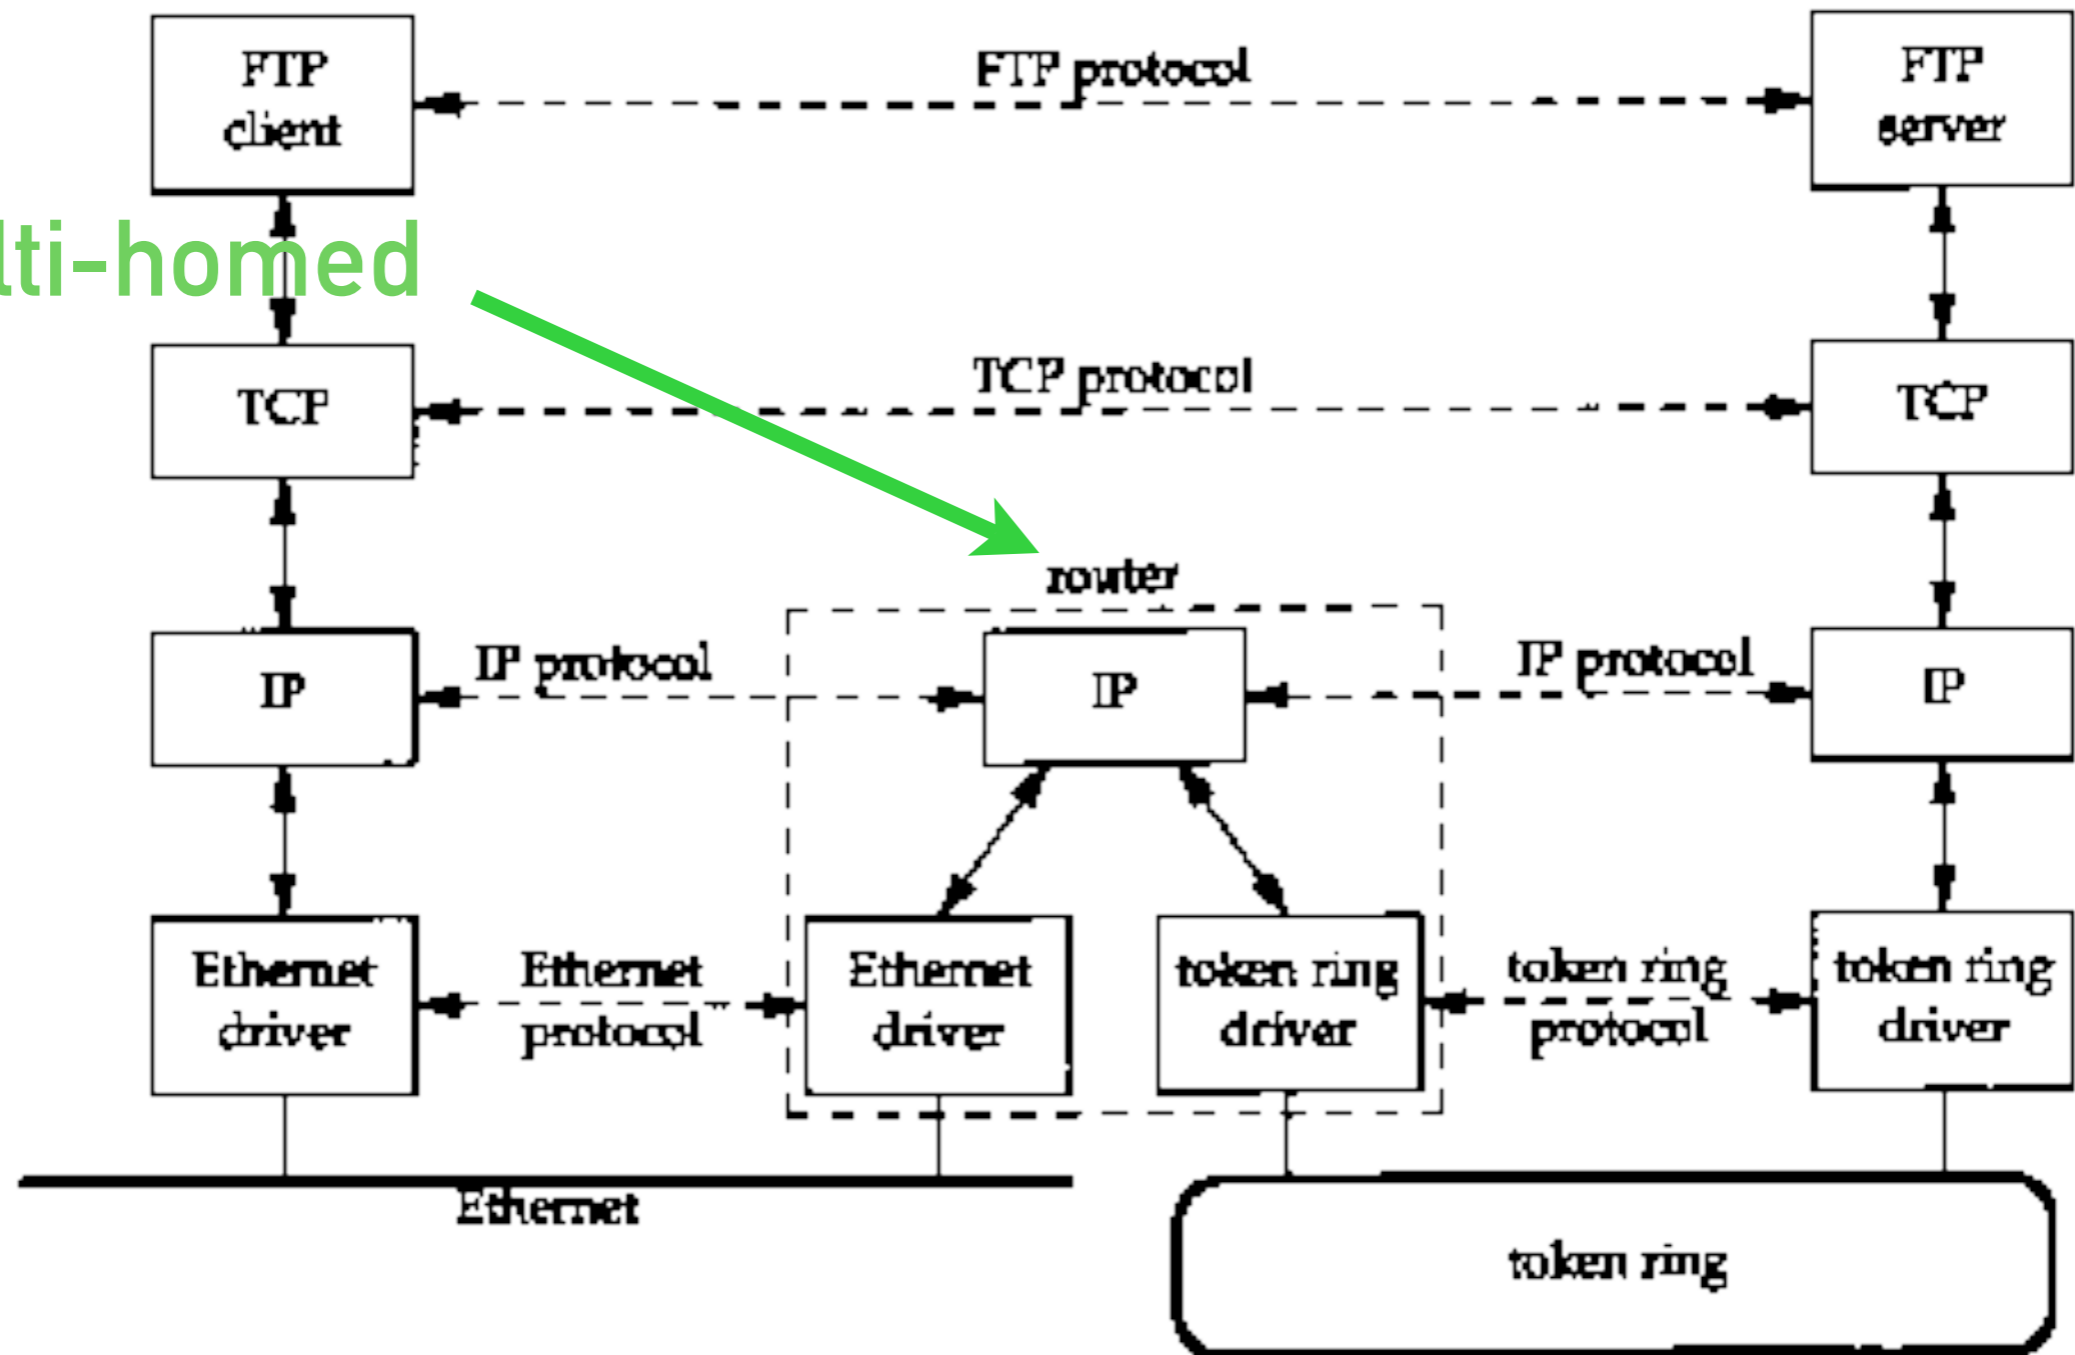 FTP
client
FTP protocol
FTP
server
lti-homed
TCP
TCP protocol
TCP
router
IP
IP protocol
IP
IP protocol
IP
Ethernet
driver
Ethernet
protocol
Ethernet
driver
token ring
driver
token ring
protocol
token ring
driver
Ethernet
token ring